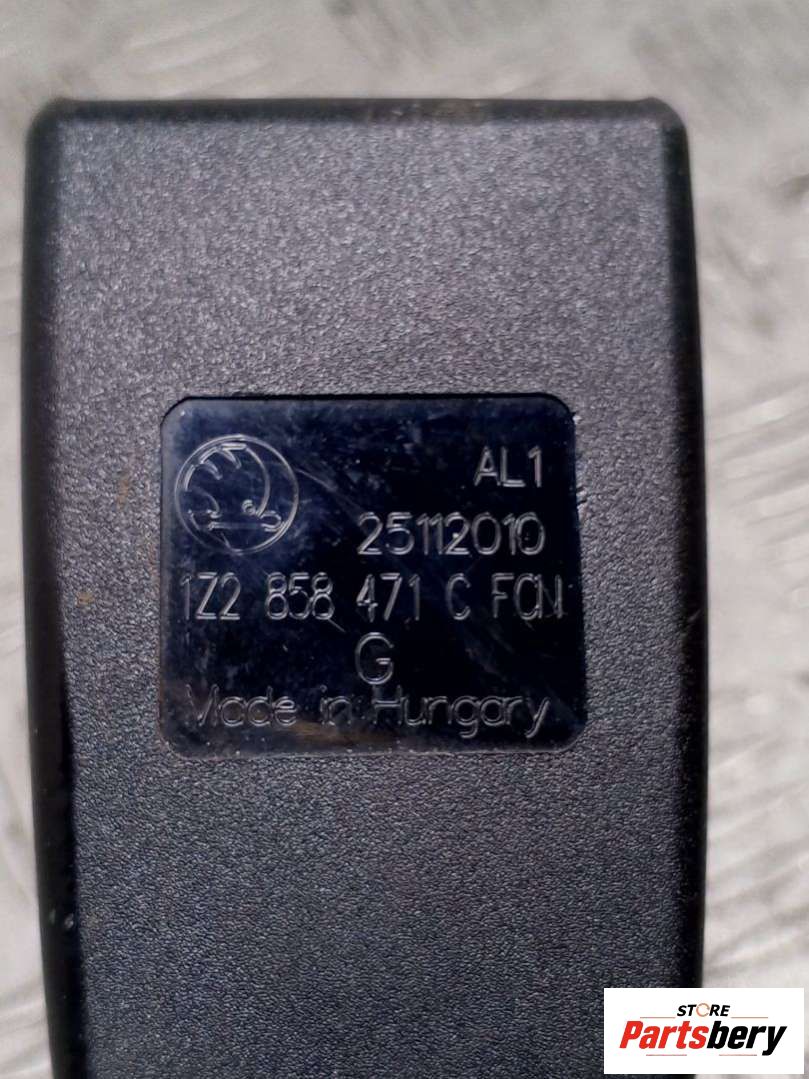 AL1
25112010
1Z2 858 471 C FCN
G
Made in Hungary
STORE
Partsbery